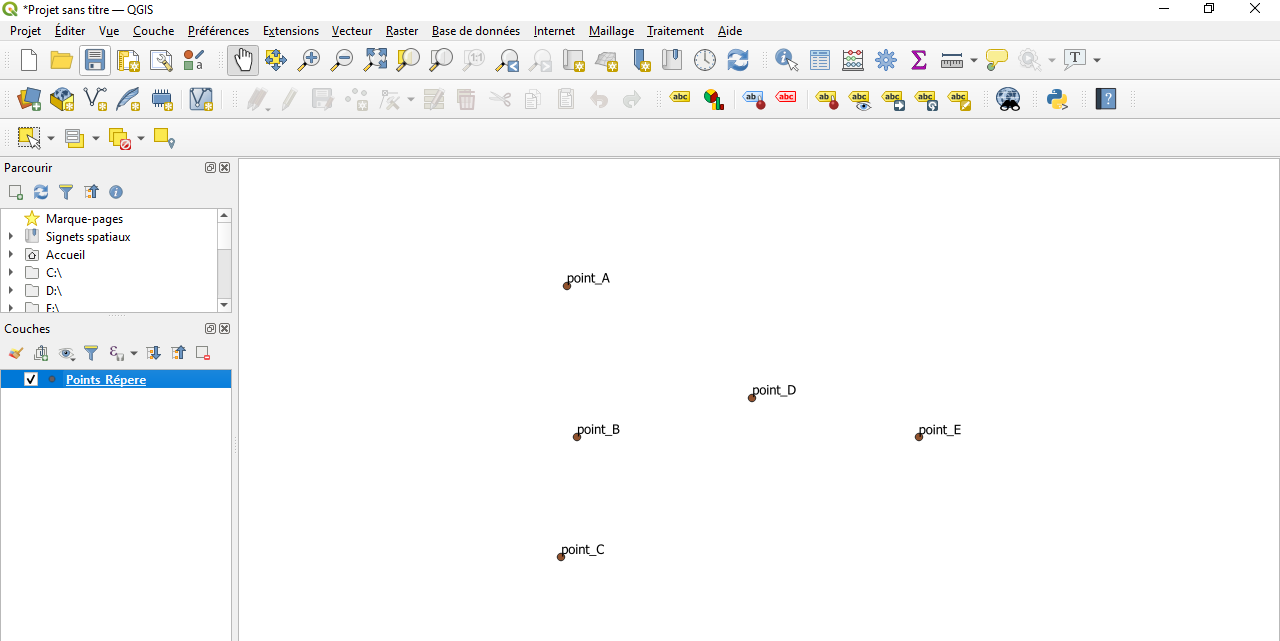 *Projet sans titre — QGIS
Projet Éditer Vue Couche Préférences Extensions Vecteur Raster Base de données Internet Maillage Traitement Aide
Parcourir
Marque-pages
Signets spatiaux
Accueil
C:\
D:\
E:\
Couches
Points Répere
point_A
point_D
point_B
point_E
point_C